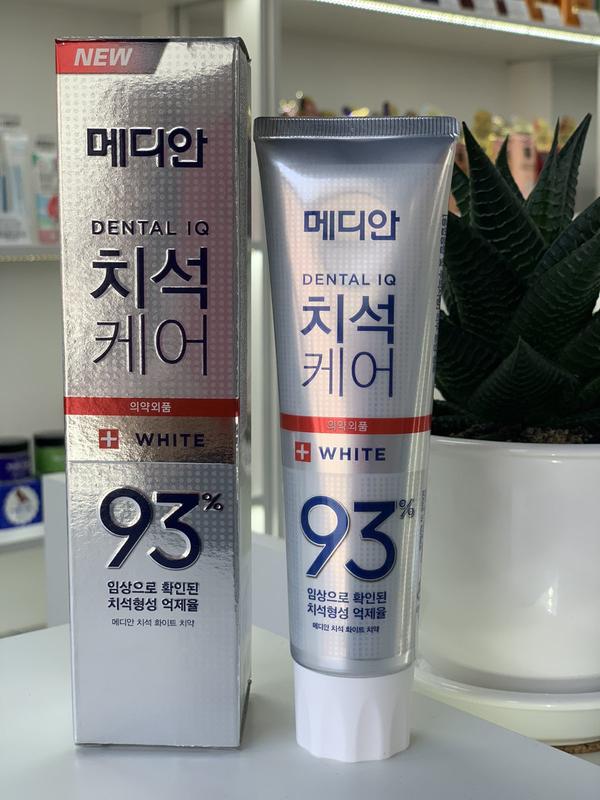 NEW
메디안
DENTAL IQ
치석
케어
의약외품
WHITE
93%
임상으로 확인된
치석형성 억제율
메디안 치석 화이트 치약
메디안
DENTAL IQ
치석
케어
의약외품
WHITE
93%
임상으로 확인된
치석형성 억제율
메디안 치석 화이트 치약